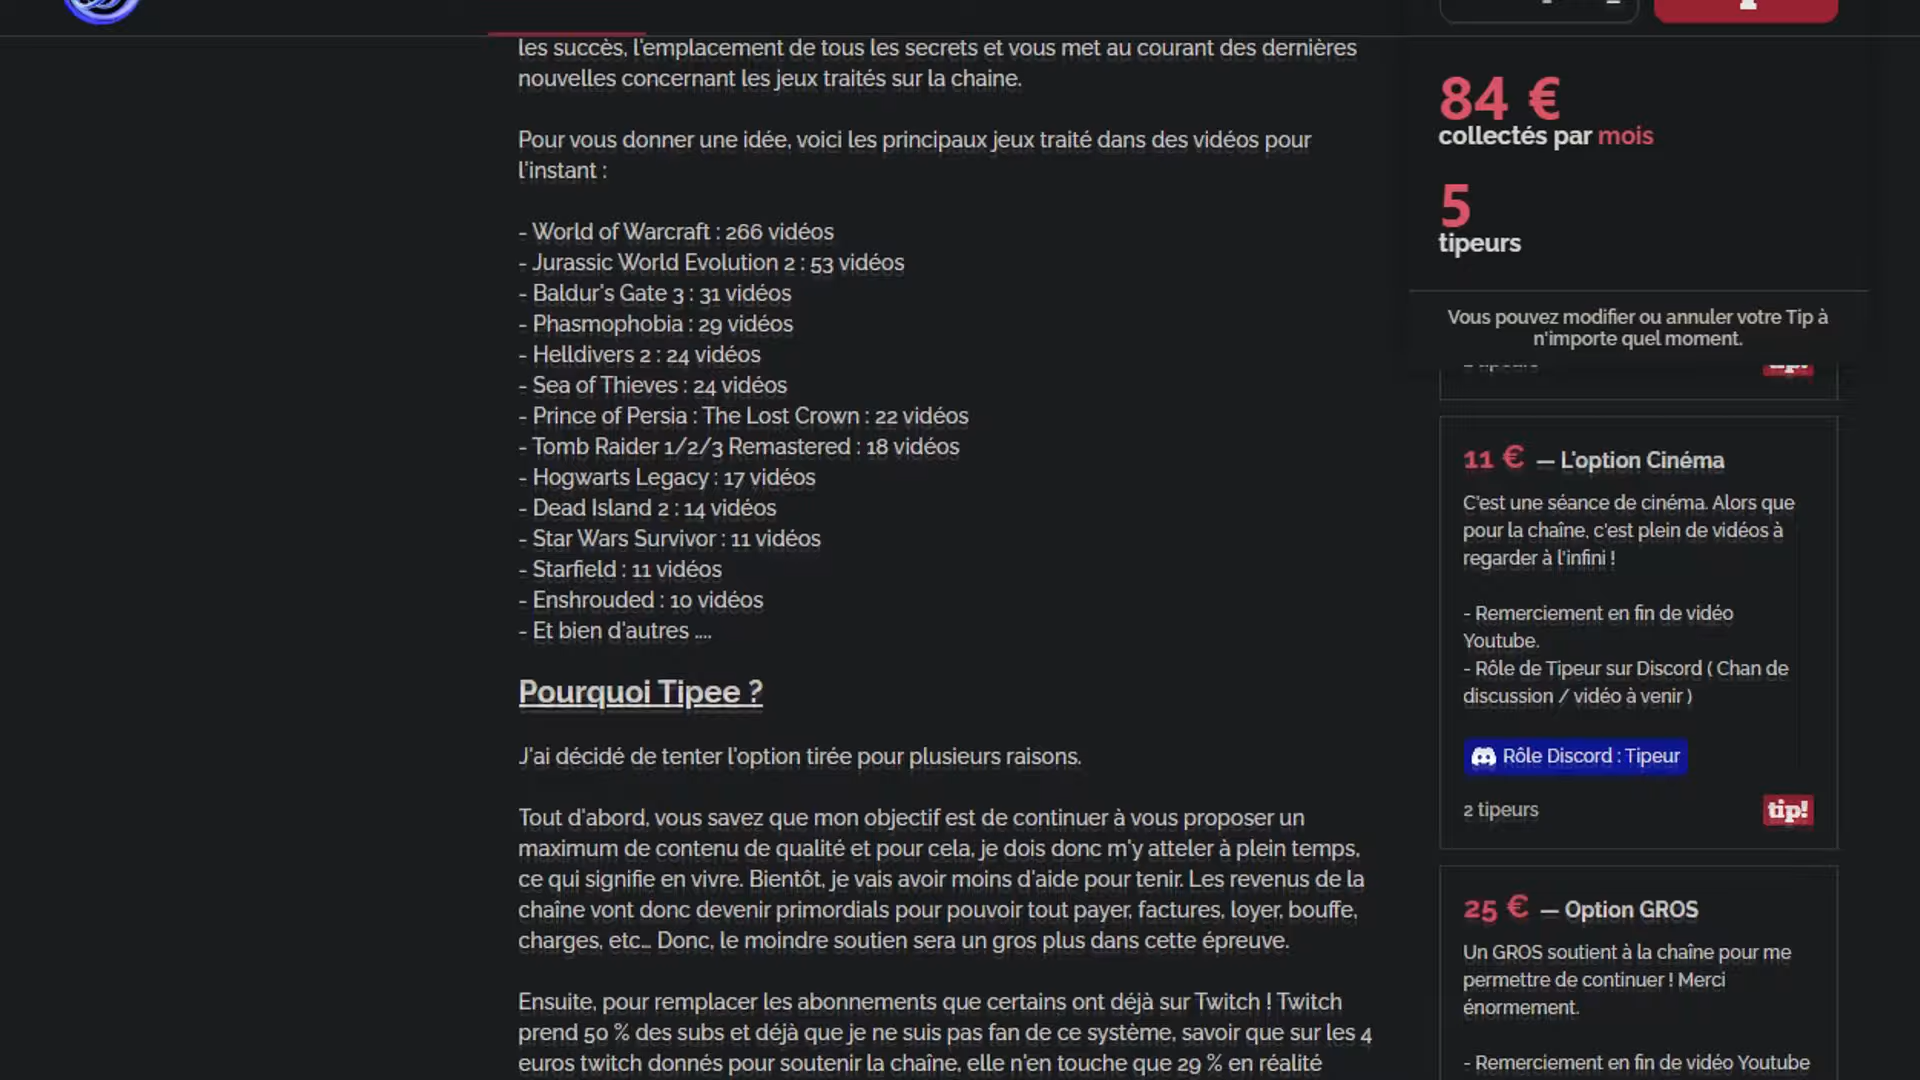 les succès, l'emplacement de tous les secrets et vous met au courant des dernières
nouvelles concernant les jeux traités sur la chaine.
Pour vous donner une idée, voici les principaux jeux traité dans des vidéos pour
l'instant :
- World of Warcraft : 266 vidéos
- Jurassic World Evolution 2 : 53 vidéos
- Baldur's Gate 3 : 31 vidéos
- Phasmophobia : 29 vidéos
- Helldivers 2 : 24 vidéos
- Sea of Thieves : 24 vidéos
- Prince of Persia : The Lost Crown : 22 vidéos
- Tomb Raider 1/2/3 Remastered : 18 vidéos
- Hogwarts Legacy : 17 vidéos
- Dead Island 2 : 14 vidéos
- Star Wars Survivor : 11 vidéos
- Starfield : 11 vidéos
- Enshrouded : 10 vidéos
- Et bien d'autres ....
Pourquoi Tipee ?
J'ai décidé de tenter l'option tirée pour plusieurs raisons.
Tout d'abord, vous savez que mon objectif est de continuer à vous proposer un
maximum de contenu de qualité et pour cela, je dois donc m'y atteler à plein temps,
ce qui signifie en vivre. Bientôt, je vais avoir moins d'aide pour tenir. Les revenus de la
chaîne vont donc devenir primordials pour pouvoir tout payer, factures, loyer, bouffe,
charges, etc... Donc, le moindre soutien sera un gros plus dans cette épreuve.
Ensuite, pour remplacer les abonnements que certains ont déjà sur Twitch ! Twitch
prend 50 % des subs et déjà que je ne suis pas fan de ce système, savoir que sur les 4
euros twitch donnés pour soutenir la chaîne, elle n'en touche que 29 % en réalité
84 €
collectés par mois
5
tipeurs
Vous pouvez modifier ou annuler votre Tip à
n'importe quel moment.
11 € — L'option Cinéma
C'est une séance de cinéma. Alors que
pour la chaîne, c'est plein de vidéos à
regarder à l'infini !
- Remerciement en fin de vidéo
Youtube.
- Rôle de Tipeur sur Discord ( Chan de
discussion / vidéo à venir )
Rôle Discord : Tipeur
2 tipeurs tip!
25 € — Option GROS
Un GROS soutient à la chaîne pour me
permettre de continuer ! Merci
énormement.
- Remerciement en fin de vidéo Youtube